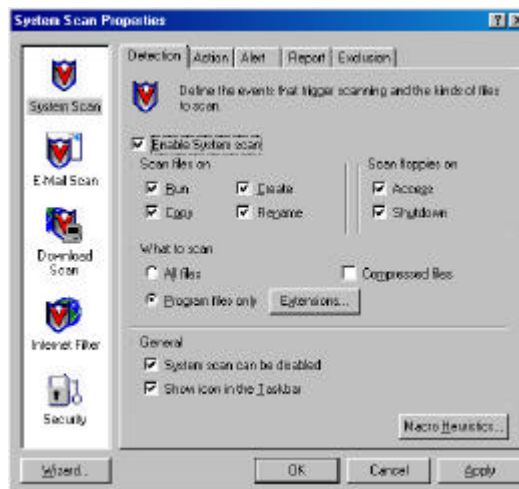 System Scan Properties
Detection Action Alert Report Exclusion
System Scan
E-Mail Scan
Download Scan
Internet Filter
Security
Define the events that trigger scanning and the kinds of files
to scan.
Enable System scan
Scan files on
Run Create
Copy Rename
Scan floppies on
Access
Shutdown
What to scan
All files Compressed files
Program files only Extensions...
General
System scan can be disabled
Show icon in the Taskbar
Macro Heuristics...
Wizard... OK Cancel Apply